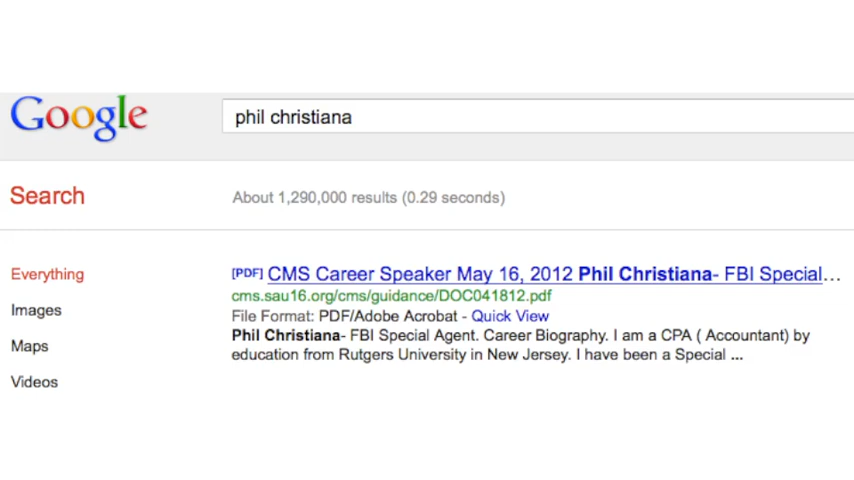 Google
phil christiana
Search
About 1,290,000 results (0.29 seconds)
Everything
Images
Maps
Videos
[PDF] CMS Career Speaker May 16, 2012 Phil Christiana- FBI Special...
cms.sau16.org/cms/guidance/DOC041812.pdf
File Format: PDF/Adobe Acrobat - Quick View
Phil Christiana- FBI Special Agent. Career Biography. I am a CPA ( Accountant) by
education from Rutgers University in New Jersey. I have been a Special ...